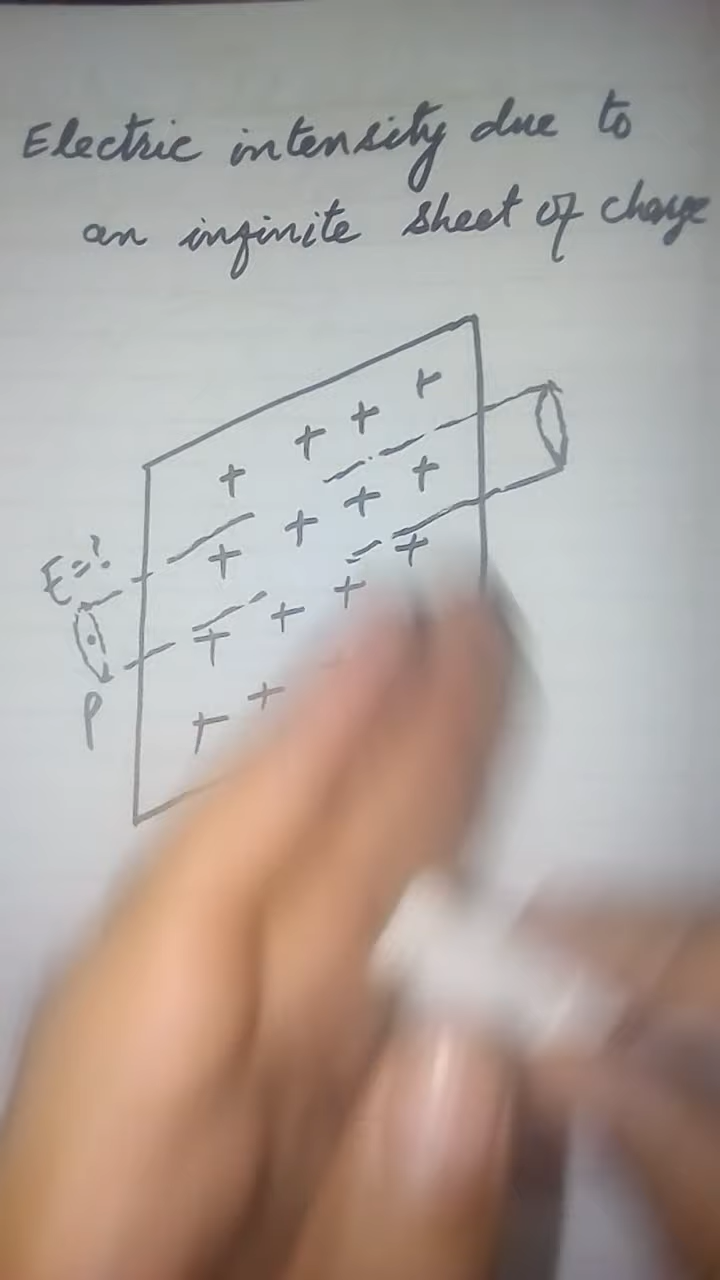 Electric intensity due to
an infinite sheet of charge
+ + + +
+ + + +
E=?
+ + + +
P
+ +